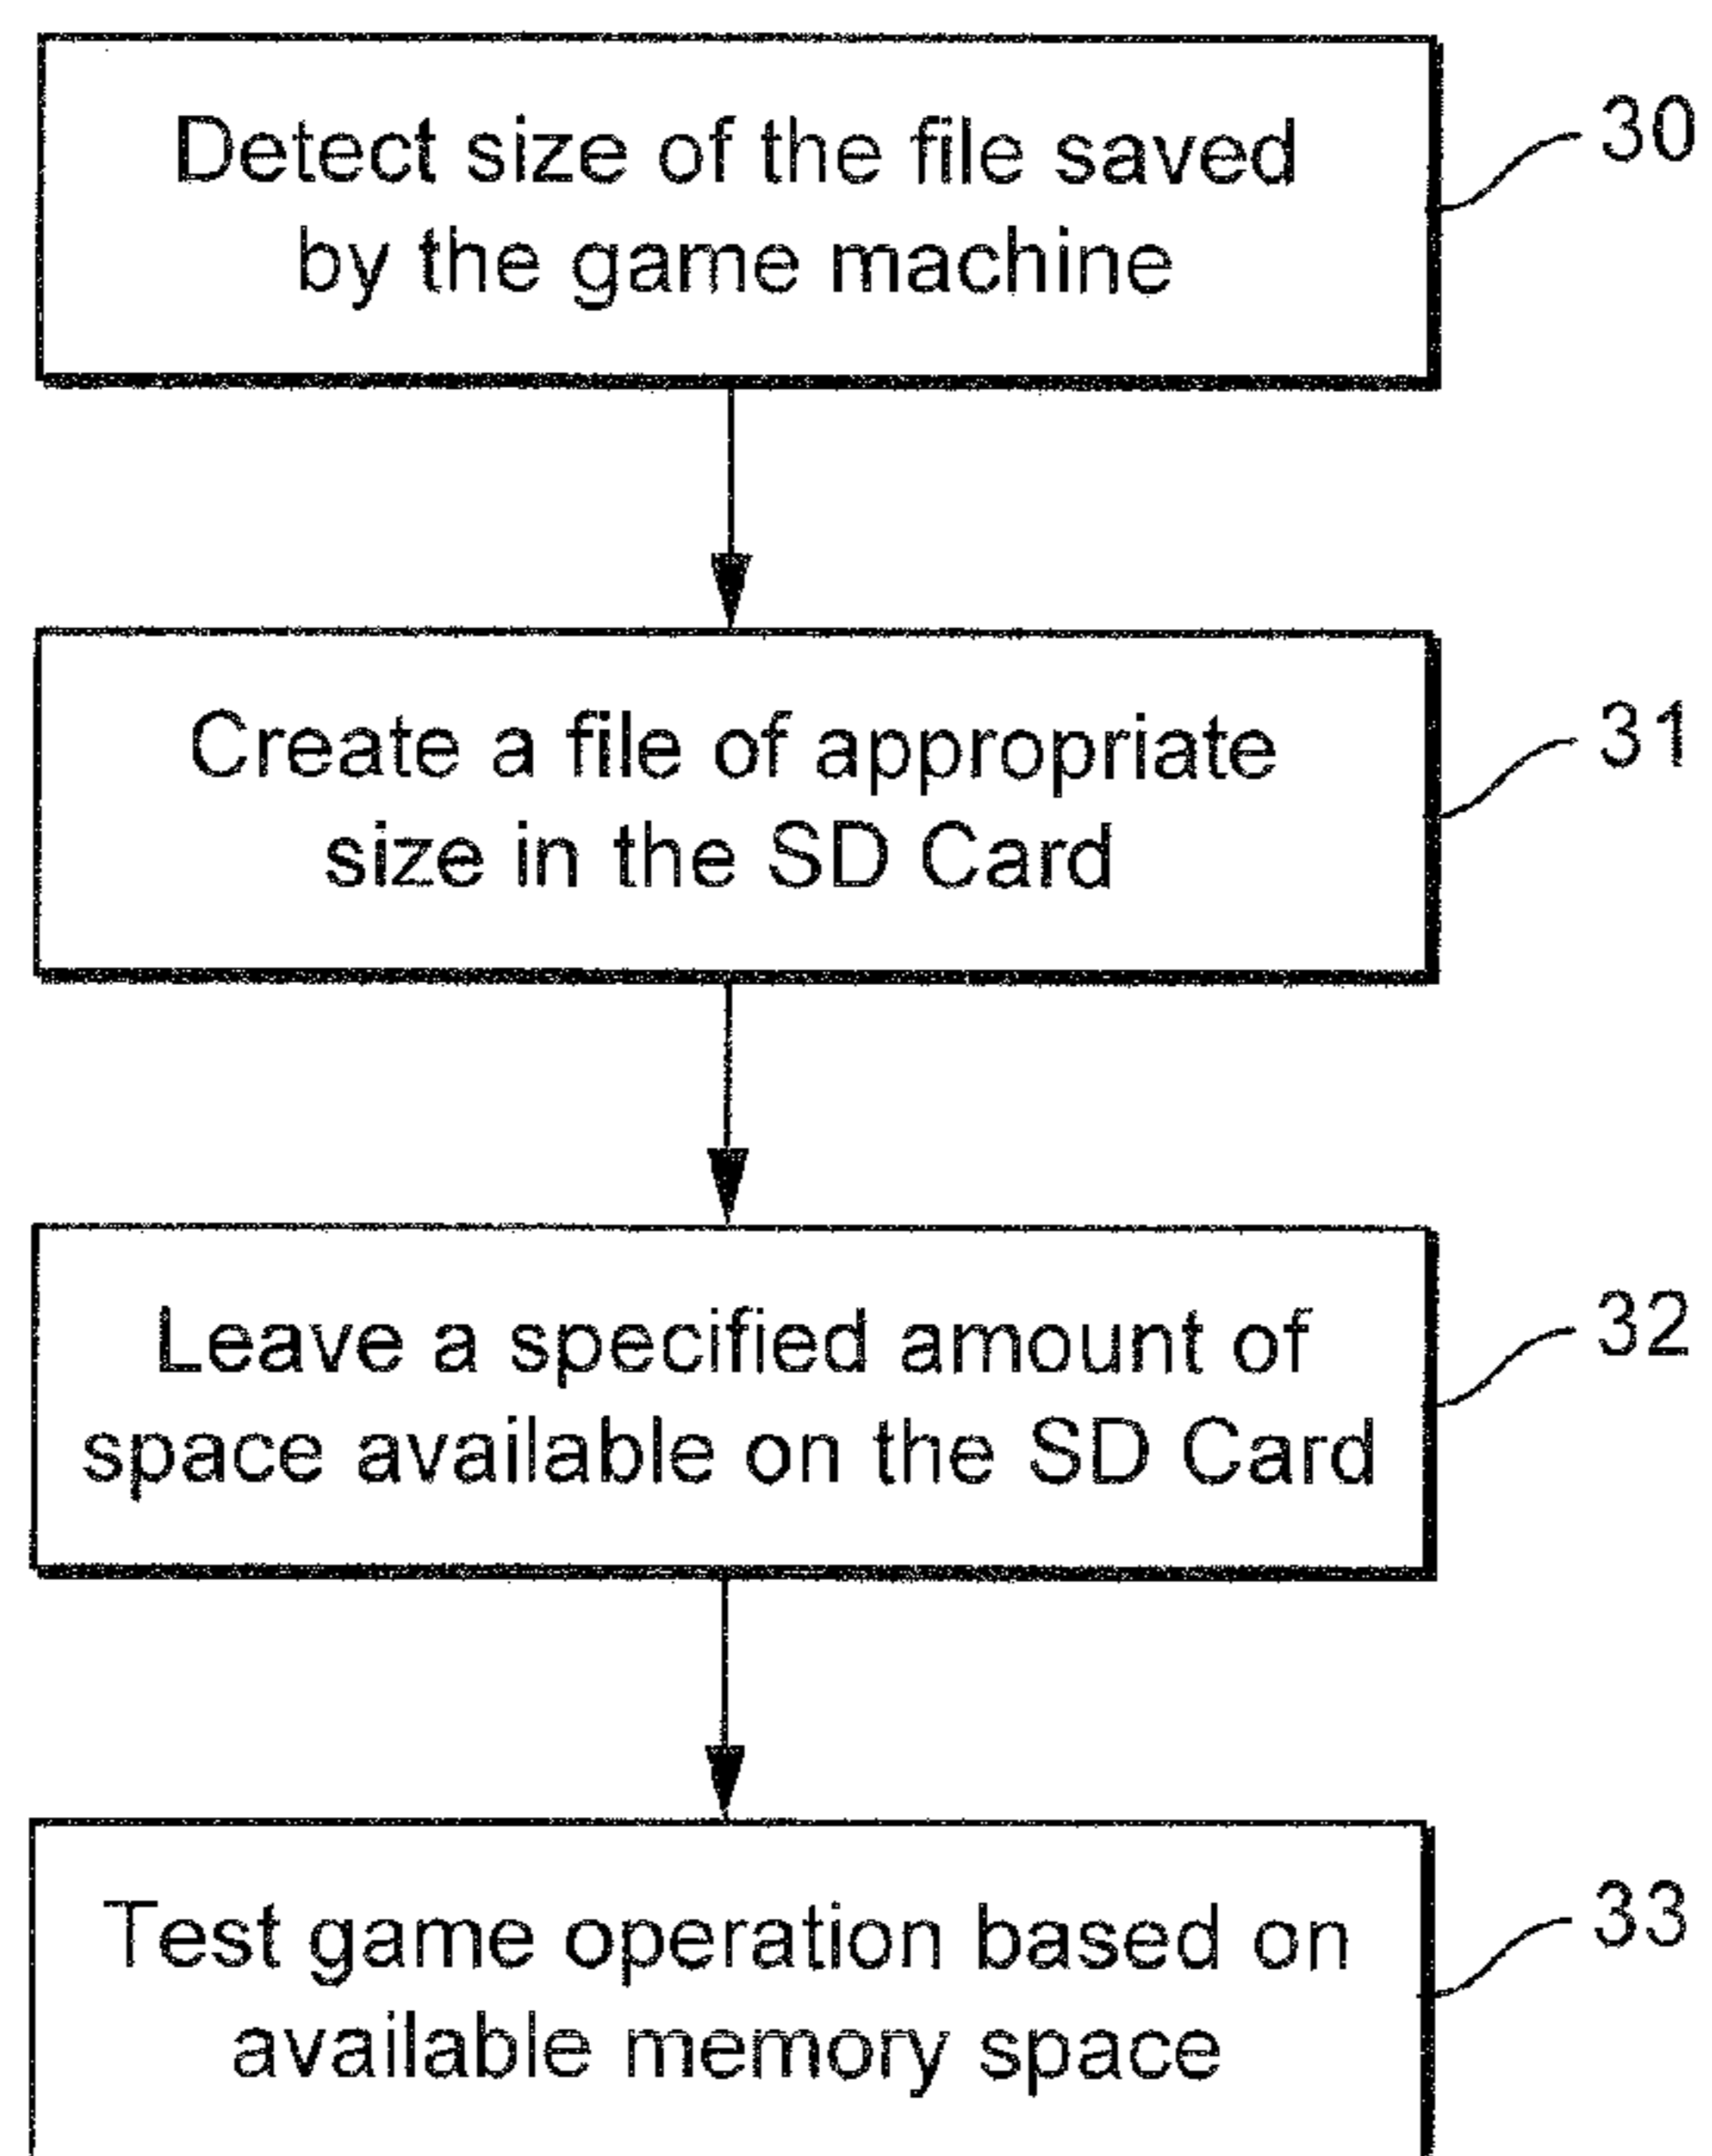 Detect size of the file saved
by the game machine
30
Create a file of appropriate
size in the SD Card
31
Leave a specified amount of
space available on the SD Card
32
Test game operation based on
available memory space
33